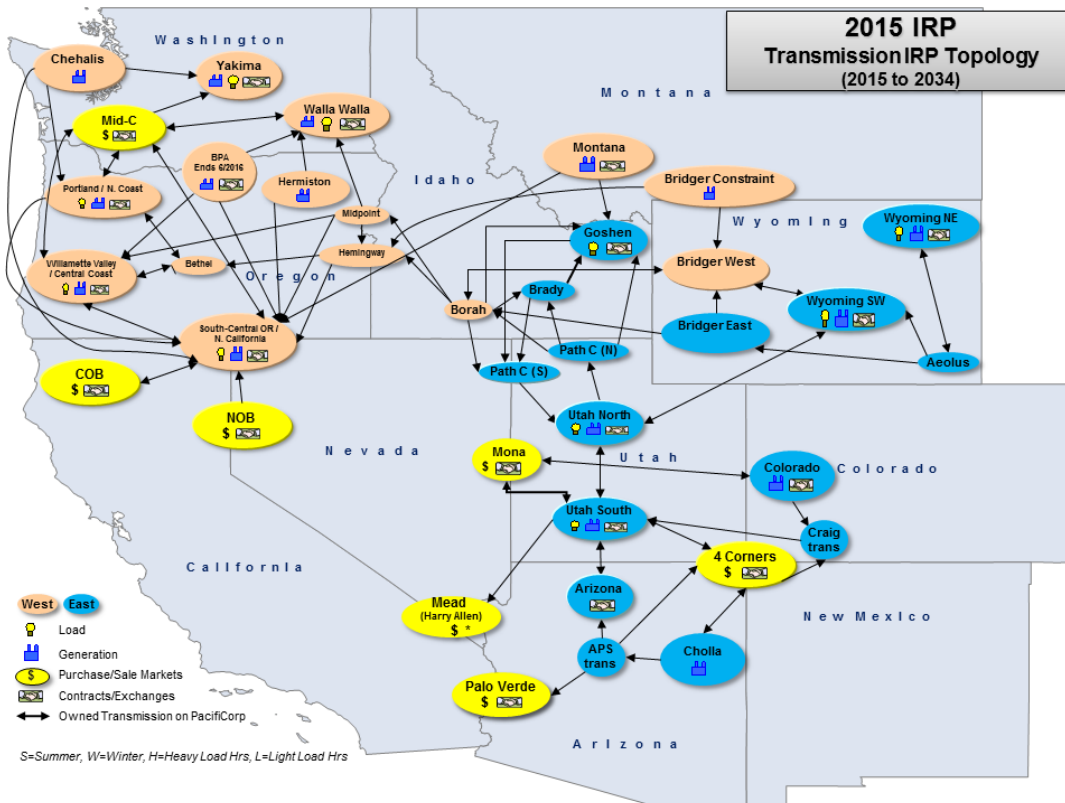 2015 IRP
Transmission IRP Topology
(2015 to 2034)
Washington
Montana
Oregon
Idaho
Wyoming
Nevada
Utah
Colorado
California
Arizona
New Mexico
Chehalis
Yakima
Mid-C
$
Walla Walla
BPA
Ends 6/2016
Portland / N. Coast
Hermiston
Midpoint
Montana
Bridger Constraint
Wyoming NE
Goshen
Willamette Valley
/ Central Coast
Bethel
Hemingway
Bridger West
Brady
Borah
Wyoming SW
South-Central OR /
N. California
Path C (N)
Bridger East
Path C (S)
Aeolus
COB
$
NOB
$
Utah North
Mona
$
Colorado
Utah South
Craig
trans
4 Corners
$
Arizona
Mead
(Harry Allen)
$ *
APS
trans
Cholla
Palo Verde
$
West
East
Load
Generation
$ Purchase/Sale Markets
Contracts/Exchanges
Owned Transmission on PacifiCorp
S=Summer, W=Winter, H=Heavy Load Hrs, L=Light Load Hrs